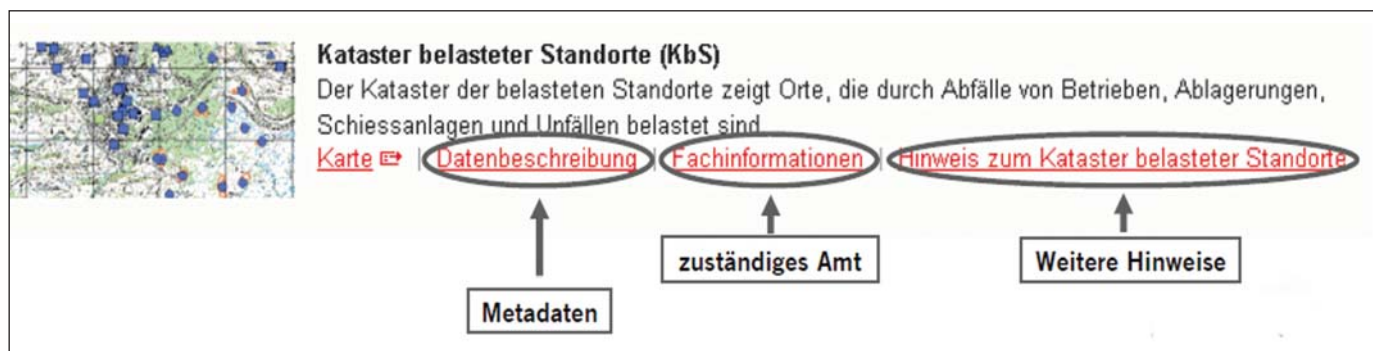 Kataster belasteter Standorte (KbS)
Der Kataster der belasteten Standorte zeigt Orte, die durch Abfälle von Betrieben, Ablagerungen,
Schiessanlagen und Unfällen belastet sind
Karte | Datenbeschreibung | Fachinformationen | Hinweis zum Kataster belasteter Standorte
zuständiges Amt
Weitere Hinweise
Metadaten